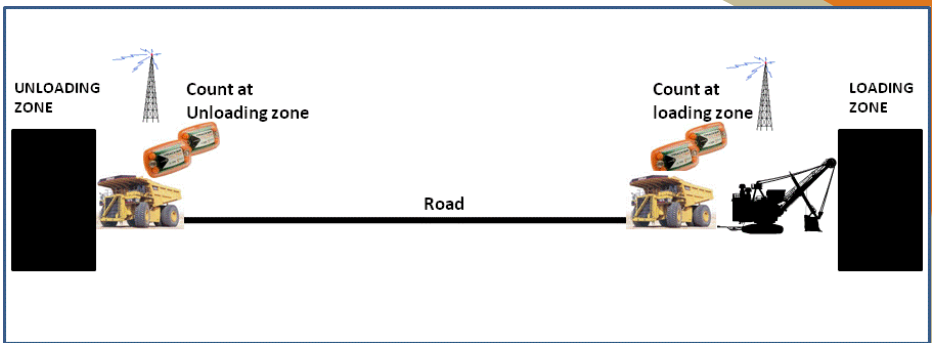 UNLOADING
ZONE
Count at
Unloading zone
Count at
loading zone
LOADING
ZONE
Road